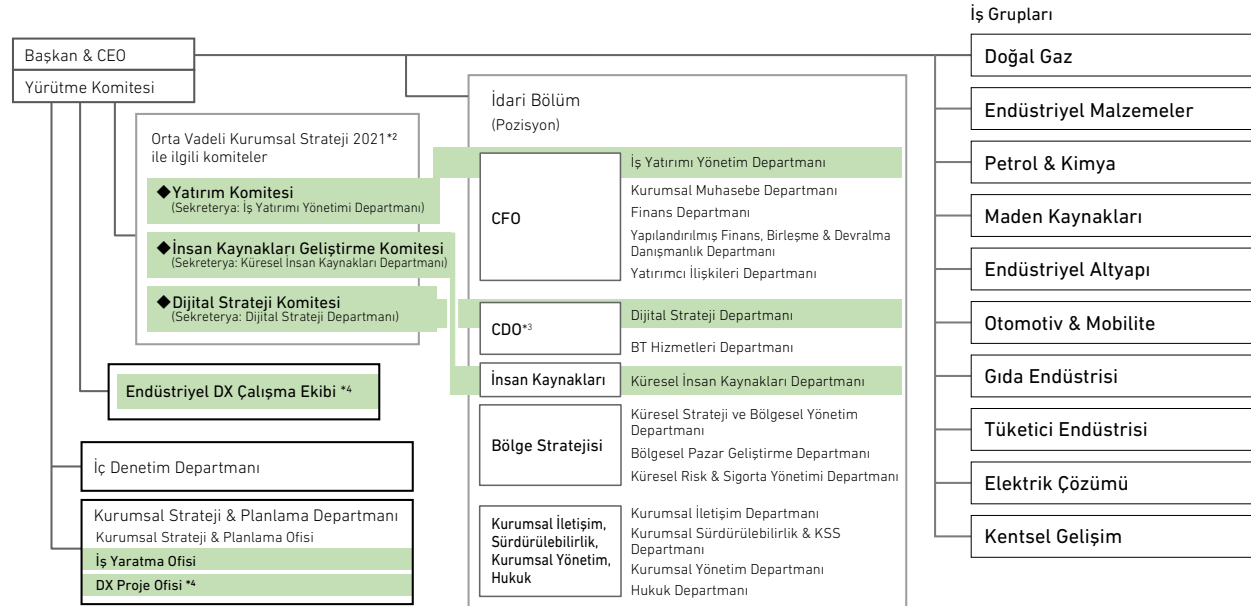 Başkan & CEO
Yürütme Komitesi
Orta Vadeli Kurumsal Strateji 2021*2
ile ilgili komiteler
◆Yatırım Komitesi
(Sekreterya: İş Yatırımı Yönetimi Departmanı)
◆İnsan Kaynakları Geliştirme Komitesi
(Sekreterya: Küresel İnsan Kaynakları Departmanı)
◆Dijital Strateji Komitesi
(Sekreterya: Dijital Strateji Departmanı)
Endüstriyel DX Çalışma Ekibi *4
İç Denetim Departmanı
Kurumsal Strateji & Planlama Departmanı
Kurumsal Strateji & Planlama Ofisi
İş Yaratma Ofisi
DX Proje Ofisi *4
İdari Bölüm
(Pozisyon)
CFO
İş Yatırımı Yönetim Departmanı
Kurumsal Muhasebe Departmanı
Finans Departmanı
Yapılandırılmış Finans, Birleşme & Devralma
Danışmanlık Departmanı
Yatırımcı İlişkileri Departmanı
CDO*3
Dijital Strateji Departmanı
BT Hizmetleri Departmanı
İnsan Kaynakları
Küresel İnsan Kaynakları Departmanı
Bölge Stratejisi
Küresel Strateji ve Bölgesel Yönetim
Departmanı
Bölgesel Pazar Geliştirme Departmanı
Küresel Risk & Sigorta Yönetimi Departmanı
Kurumsal İletişim,
Sürdürülebilirlik,
Kurumsal Yönetim,
Hukuk
Kurumsal İletişim Departmanı
Kurumsal Sürdürülebilirlik & KSS
Departmanı
Kurumsal Yönetim Departmanı
Hukuk Departmanı
İş Grupları
Doğal Gaz
Endüstriyel Malzemeler
Petrol & Kimya
Maden Kaynakları
Endüstriyel Altyapı
Otomotiv & Mobilite
Gıda Endüstrisi
Tüketici Endüstrisi
Elektrik Çözümü
Kentsel Gelişim